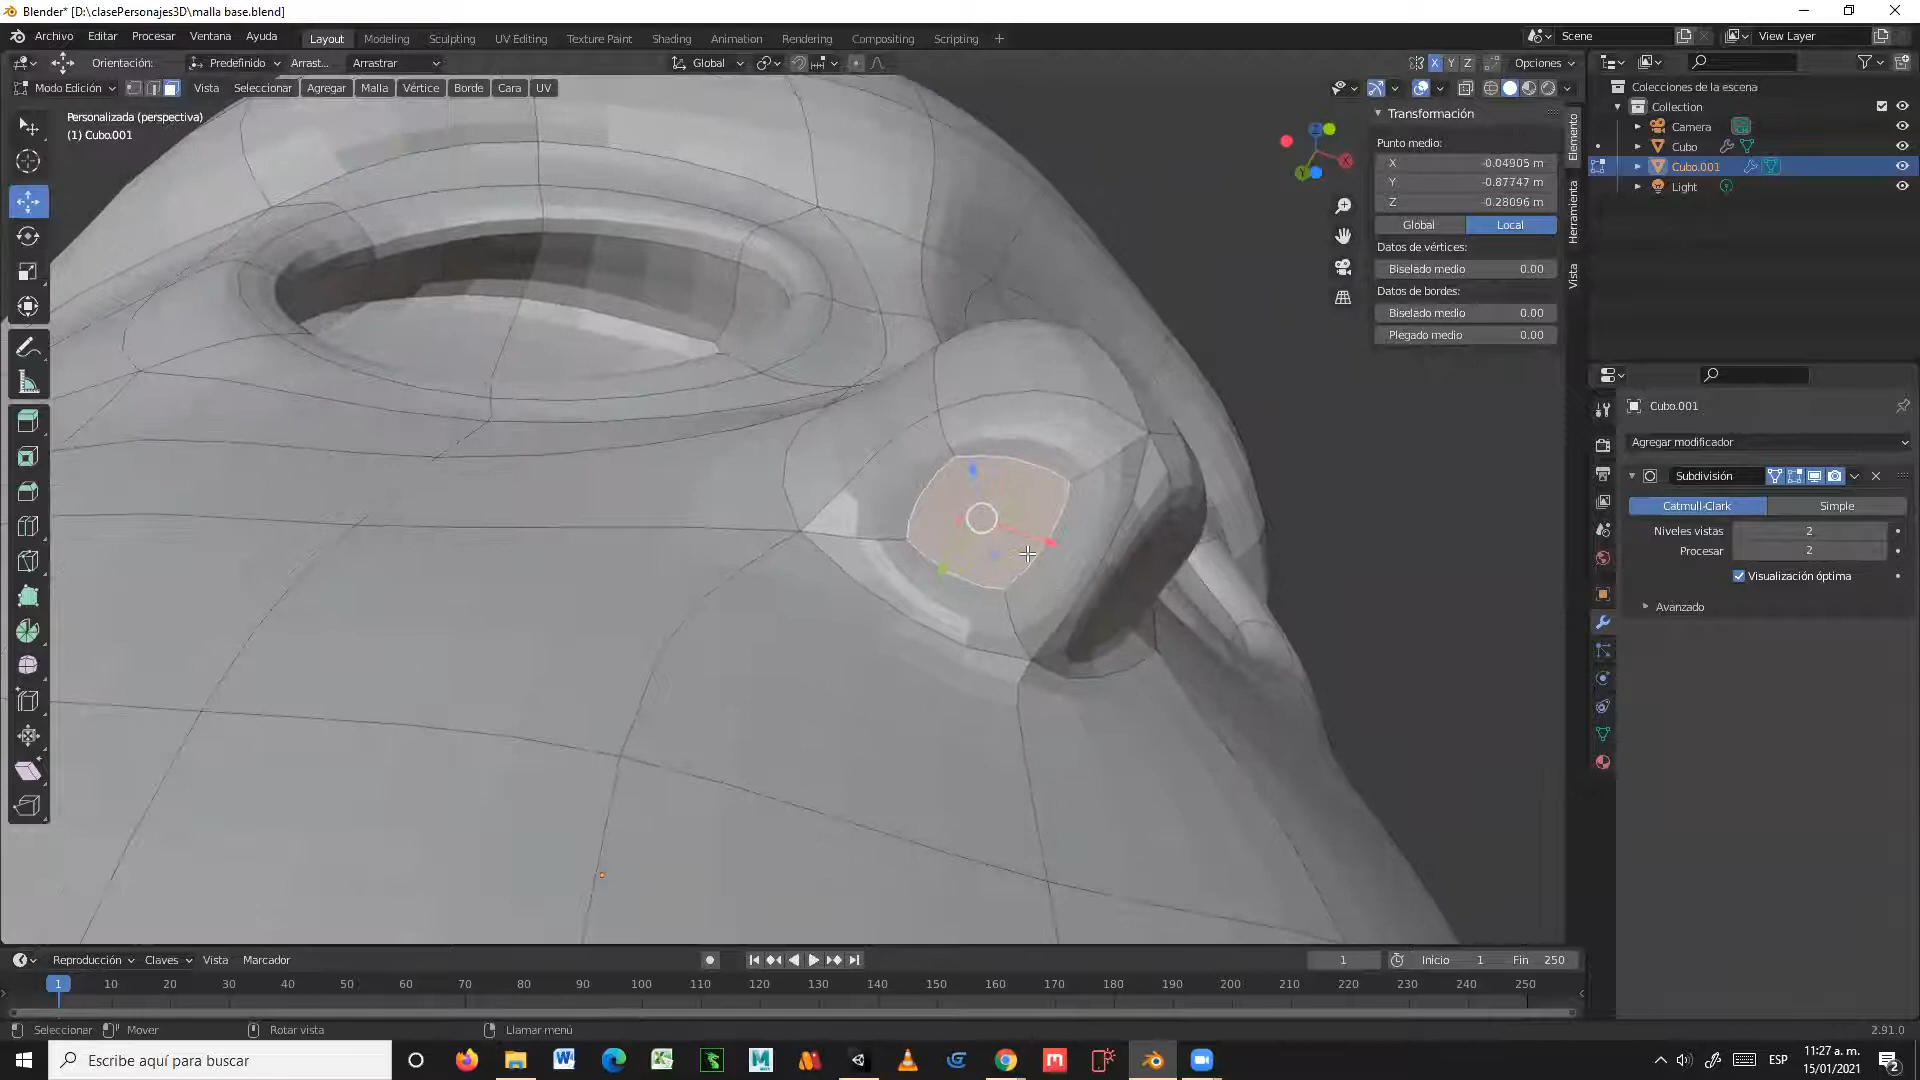 Blender* [D:\clasePersonajes3D\malla base.blend]
Archivo Editar Procesar Ventana Ayuda Layout Modeling Sculpting UV Editing Texture Paint Shading Animation Rendering Compositing Scripting + Scene View Layer
Orientación: Predefinido Arrast... Arrastrar Global X Y Z Opciones
Modo Edición Vista Seleccionar Agregar Malla Vértice Borde Cara UV
Personalizada (perspectiva)
(1) Cubo.001
Transformación
Punto medio:
X -0.04905 m
Y -0.87747 m
Z -0.28096 m
Global Local
Datos de vértices:
Biselado medio 0.00
Datos de bordes:
Biselado medio 0.00
Plegado medio 0.00
Elemento
Herramienta
Vista
Colecciones de la escena
Collection
Camera
Cubo
Cubo.001
Light
Cubo.001
Agregar modificador
Subdivisión
Catmull-Clark Simple
Niveles vistas 2
Procesar 2
Visualización óptima
Avanzado
Reproducción Claves Vista Marcador 1 Inicio 1 Fin 250
1 10 20 30 40 50 60 70 80 90 100 110 120 130 140 150 160 170 180 190 200 210 220 230 240 250
Seleccionar Mover Rotar vista Llamar menú 2.91.0
Escribe aquí para buscar
ESP
11:27 a. m.
15/01/2021
2